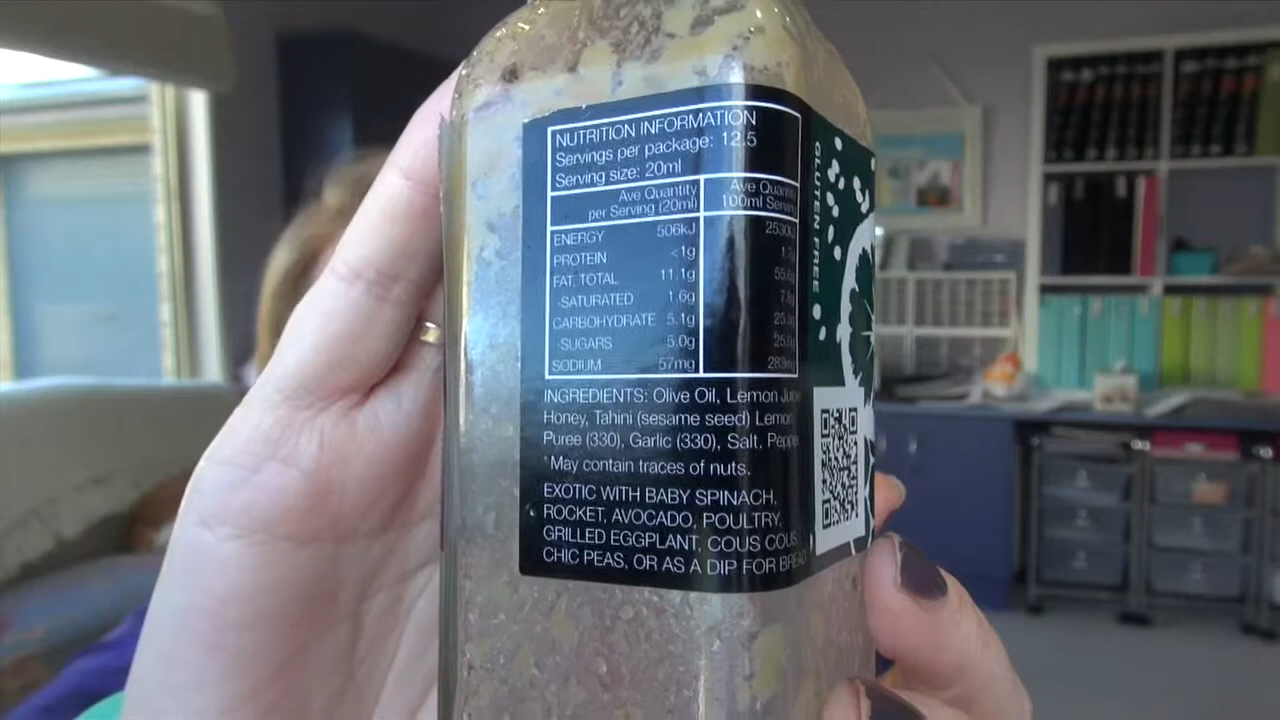 NUTRITION INFORMATION
Servings per package: 12.5
Serving size: 20ml
Ave Quantity per Serving (20ml)
Ave 100ml
ENERGY 506kJ
PROTEIN <1g
FAT, TOTAL 11.1g
-SATURATED 1.6g
CARBOHYDRATE 5.1g
-SUGARS 5.0g
SODIUM 57mg
INGREDIENTS: Olive Oil, Lemon
Honey, Tahini (sesame seed) Lemon
Puree (330), Garlic (330), Salt,
*May contain traces of nuts.
EXOTIC WITH BABY SPINACH,
ROCKET, AVOCADO, POULTRY,
GRILLED EGGPLANT, COUS COUS
CHIC PEAS, OR AS A DIP FOR BREAD
GLUTEN FREE